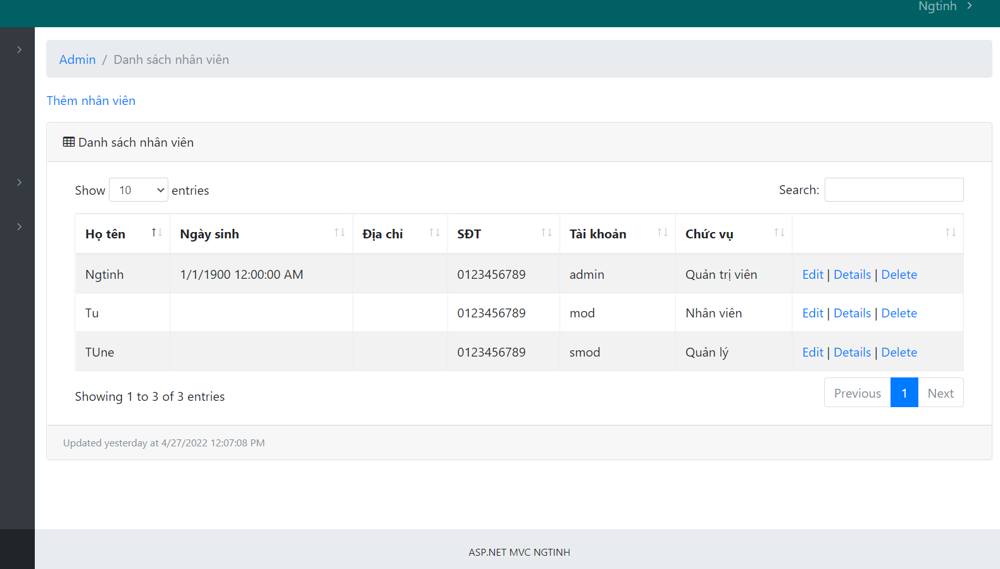 Ngtinh
Admin / Danh sách nhân viên
Thêm nhân viên
Danh sách nhân viên
Show 10 entries Search:
Họ tên Ngày sinh Địa chỉ SĐT Tài khoản Chức vụ
Ngtinh 1/1/1900 12:00:00 AM 0123456789 admin Quản trị viên Edit | Details | Delete
Tu 0123456789 mod Nhân viên Edit | Details | Delete
TUne 0123456789 smod Quản lý Edit | Details | Delete
Showing 1 to 3 of 3 entries Previous 1 Next
Updated yesterday at 4/27/2022 12:07:08 PM
ASP.NET MVC NGTINH